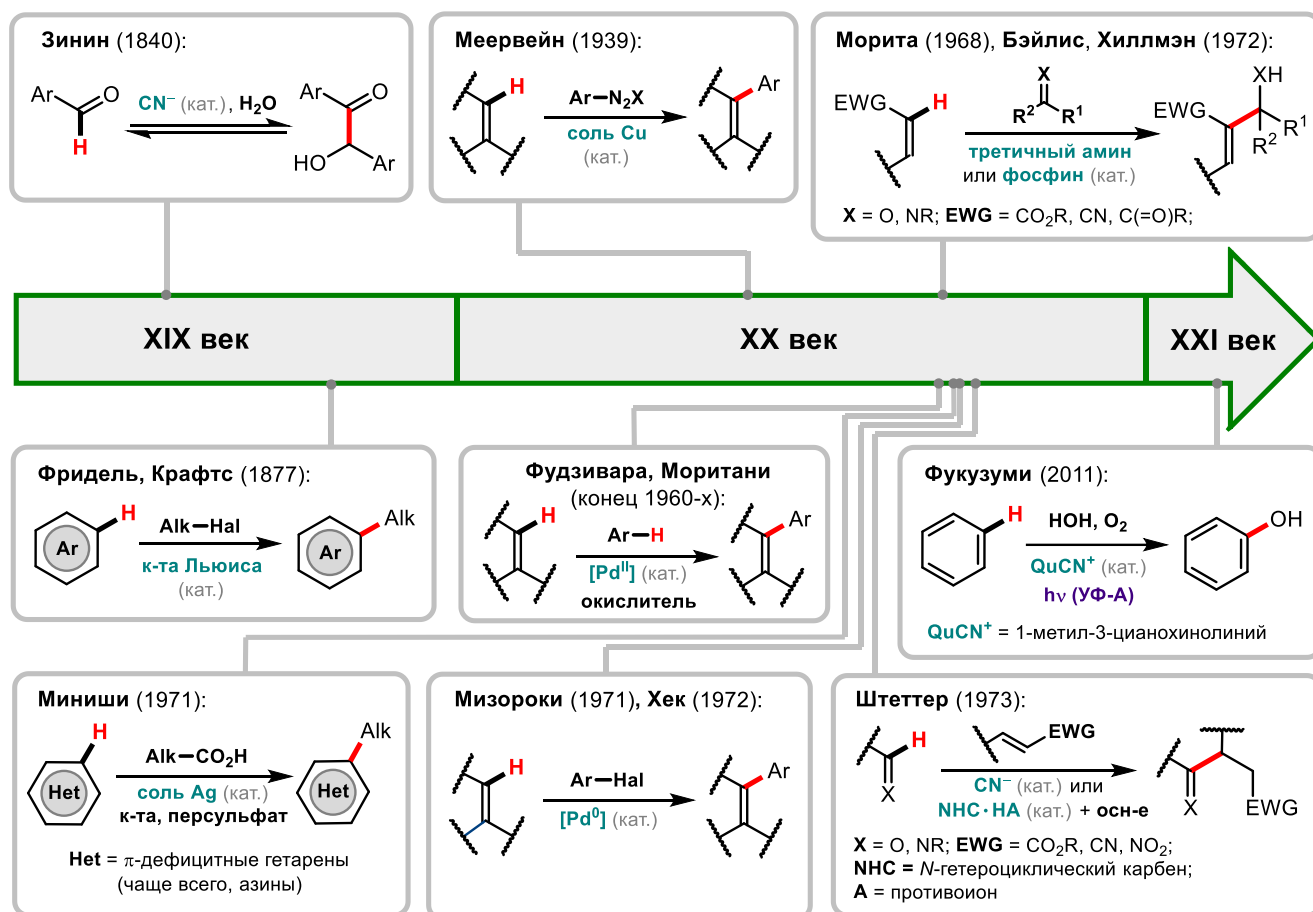 Зинин (1840):
Ar
O
H
CN⁻ (кат.), H₂O
Ar
O
HO
Ar
Меервейн (1939):
H
Ar–N₂X
соль Cu
(кат.)
Ar
Морита (1968), Бэйлис, Хиллмэн (1972):
EWG
H
X
R² R¹
третичный амин
или фосфин (кат.)
XH
EWG
R¹
R²
X = O, NR; EWG = CO₂R, CN, C(=O)R;
XIX век
XX век
XXI век
Фридель, Крафтс (1877):
H
Ar
Alk–Hal
к-та Льюиса
(кат.)
Alk
Ar
Фудзивара, Моритани
(конец 1960-х):
H
Ar–H
[Pdᴵᴵ] (кат.)
окислитель
Ar
Фукузуми (2011):
H
HOH, O₂
QuCN⁺ (кат.)
hν (УФ-А)
OH
QuCN⁺ = 1-метил-3-цианохинолиний
Миниши (1971):
H
Het
Alk–CO₂H
соль Ag (кат.)
к-та, персульфат
Alk
Het
Het = π-дефицитные гетарены
(чаще всего, азины)
Мизороки (1971), Хек (1972):
H
Ar–Hal
[Pd⁰] (кат.)
Ar
Штеттер (1973):
H
X
EWG
CN⁻ (кат.) или
NHC·HA (кат.) + осн-е
X
EWG
X = O, NR; EWG = CO₂R, CN, NO₂;
NHC = N-гетероциклический карбен;
A = противоион